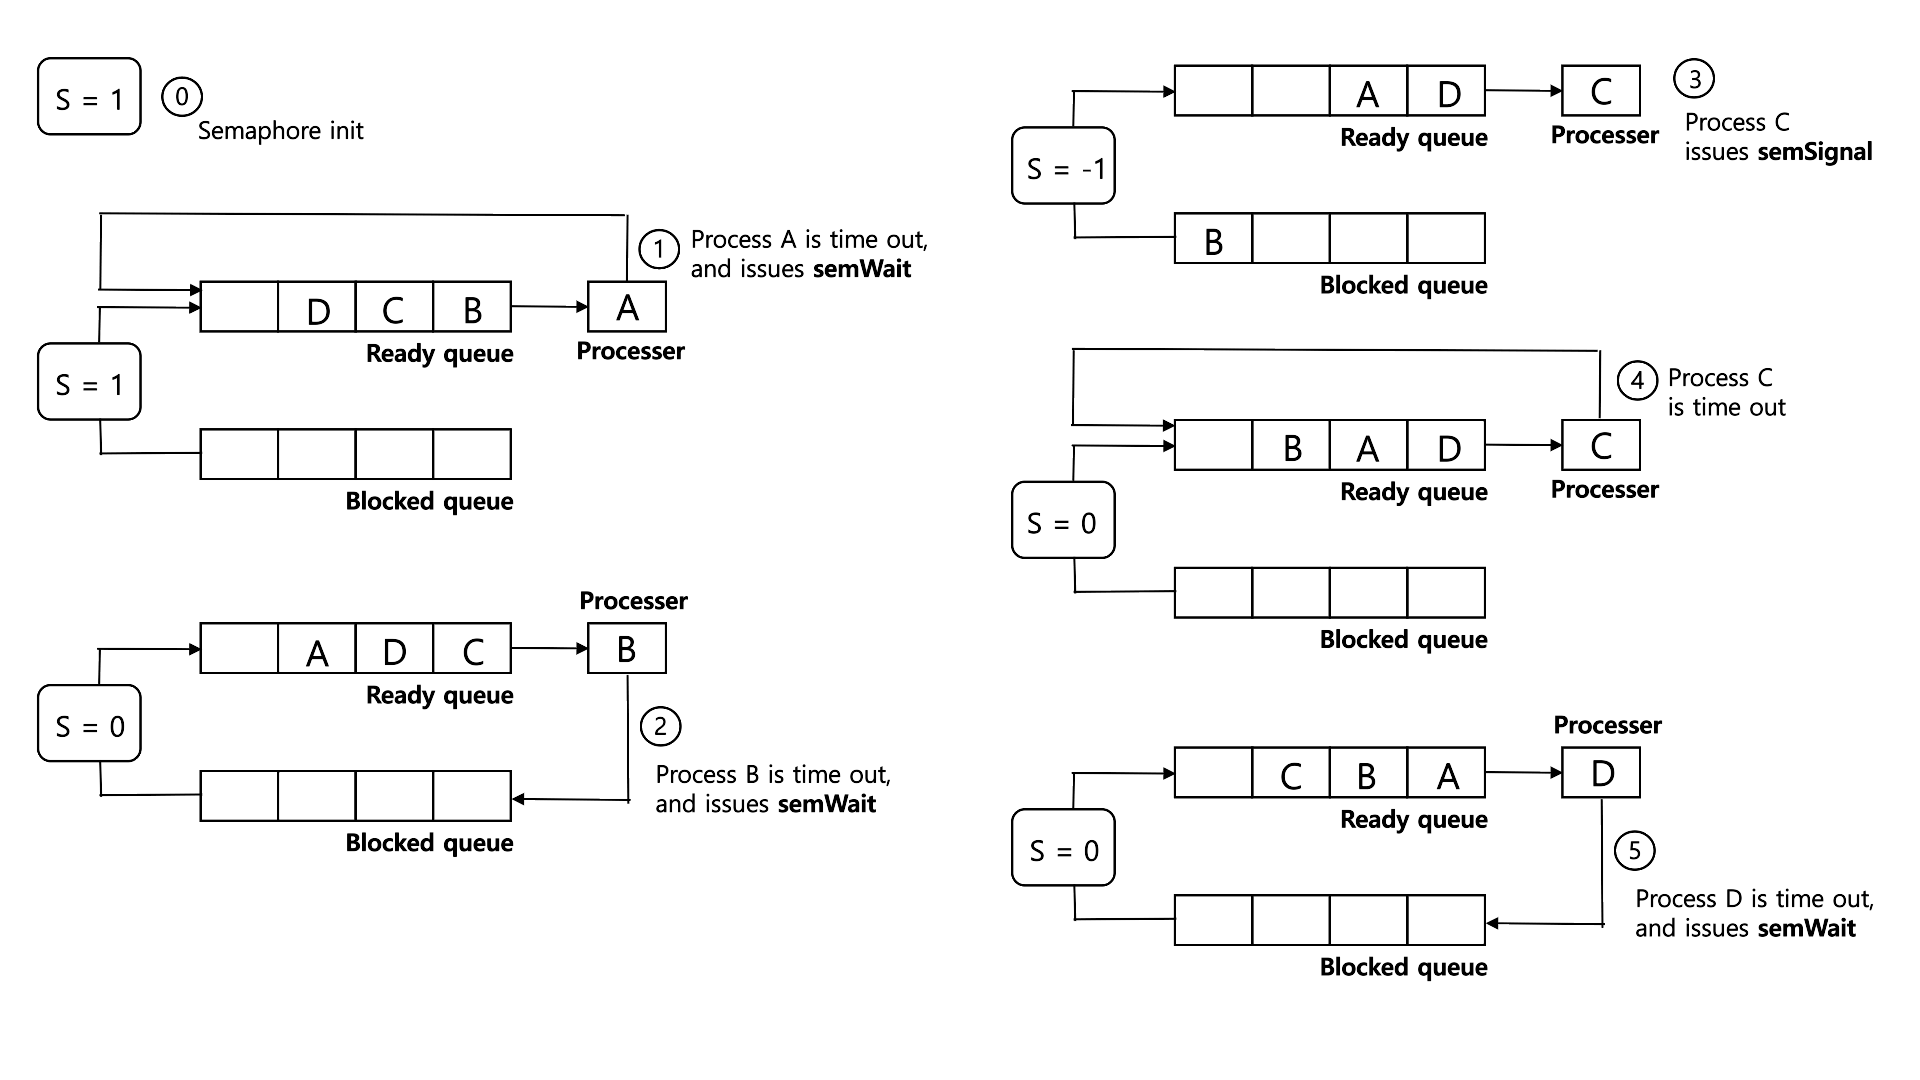 S = 1
0
Semaphore init
1
Process A is time out,
and issues semWait
D C B
A
Ready queue
Processer
S = 1
Blocked queue
Processer
A D C
B
Ready queue
S = 0
2
Process B is time out,
and issues semWait
Blocked queue
A D
C
3
Ready queue
Processer
Process C
issues semSignal
S = -1
B
Blocked queue
4
Process C
is time out
B A D
C
Ready queue
Processer
S = 0
Blocked queue
Processer
C B A
D
Ready queue
S = 0
5
Process D is time out,
and issues semWait
Blocked queue